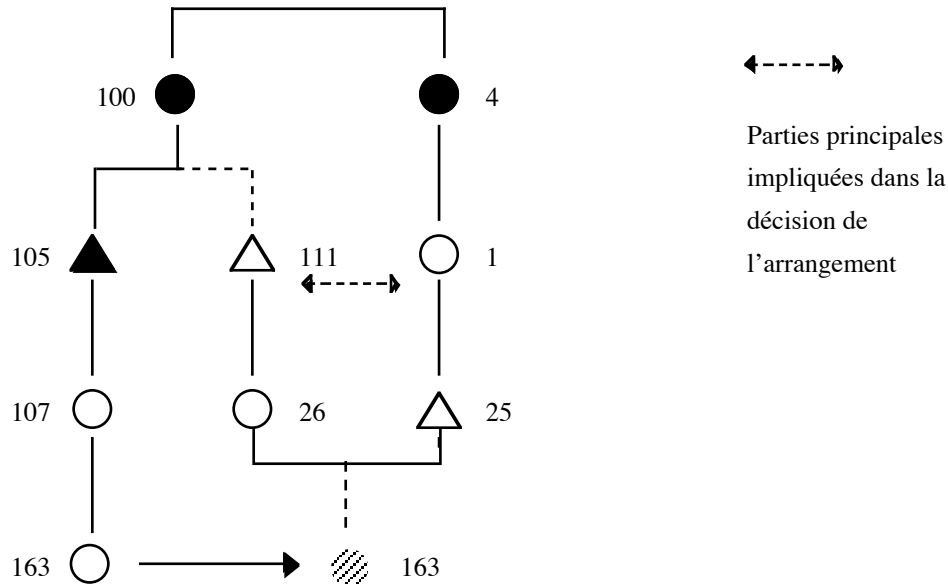 100
4
Parties principales
impliquées dans la
décision de
l’arrangement
105
111
1
107
26
25
163
163